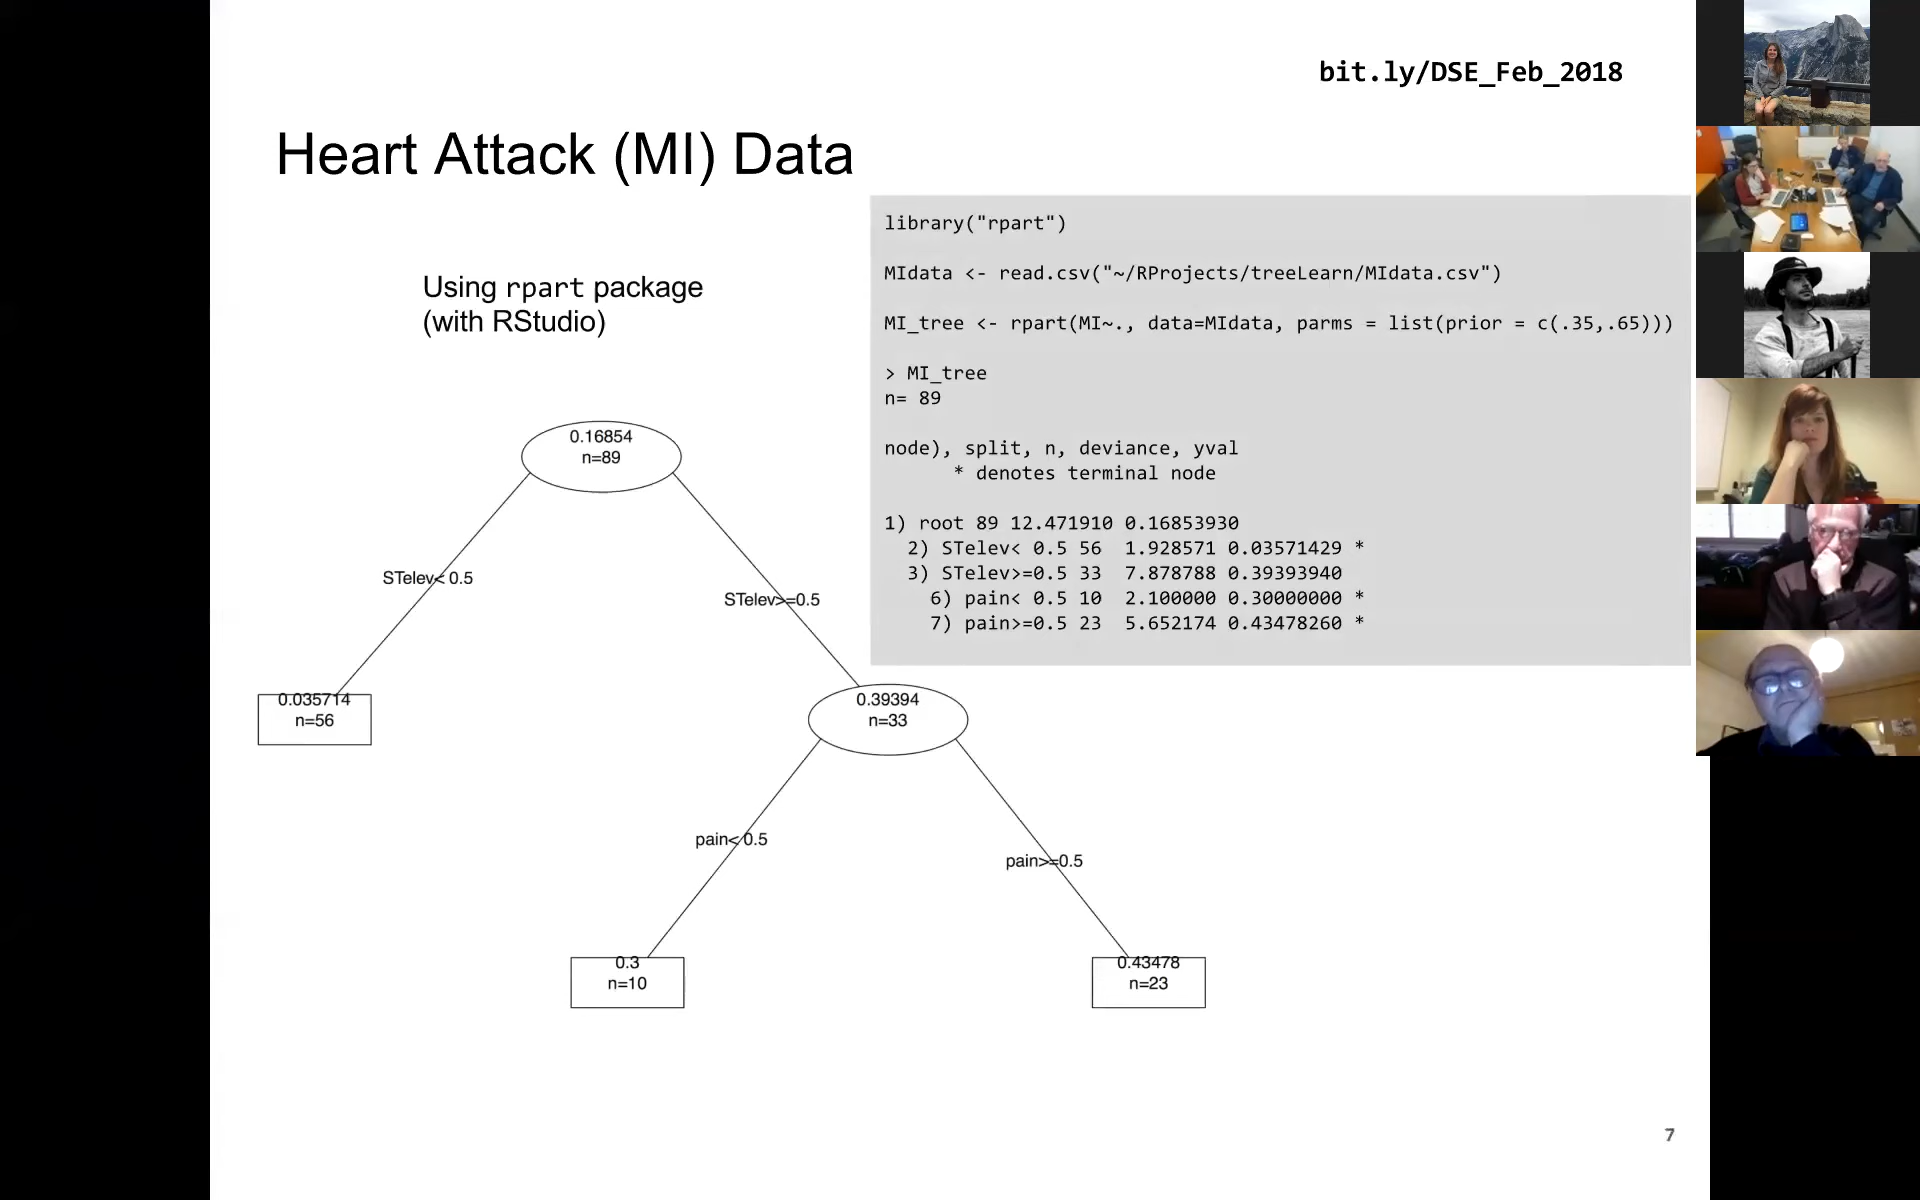 bit.ly/DSE_Feb_2018
Heart Attack (MI) Data
Using rpart package
(with RStudio)
library("rpart")
MIdata <- read.csv("~/RProjects/treeLearn/MIdata.csv")
MI_tree <- rpart(MI~., data=MIdata, parms = list(prior = c(.35,.65)))
> MI_tree
n= 89
node), split, n, deviance, yval
* denotes terminal node
1) root 89 12.471910 0.16853930
2) STelev< 0.5 56  1.928571 0.03571429 *
3) STelev>=0.5 33  7.878788 0.39393940
6) pain< 0.5 10  2.100000 0.30000000 *
7) pain>=0.5 23  5.652174 0.43478260 *
0.16854
n=89
STelev< 0.5
STelev>=0.5
0.035714
n=56
0.39394
n=33
pain< 0.5
pain>=0.5
0.3
n=10
0.43478
n=23
7